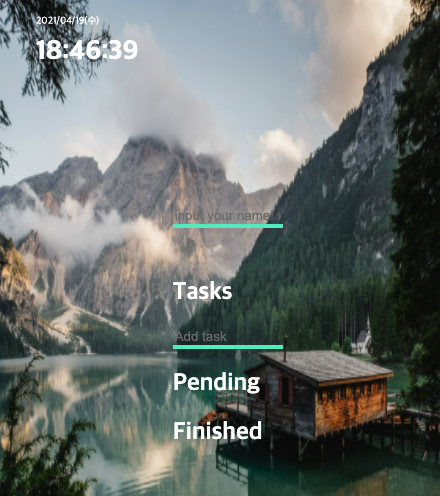 2021/04/19(수)
18:46:39
input your name
Tasks
Add task
Pending
Finished